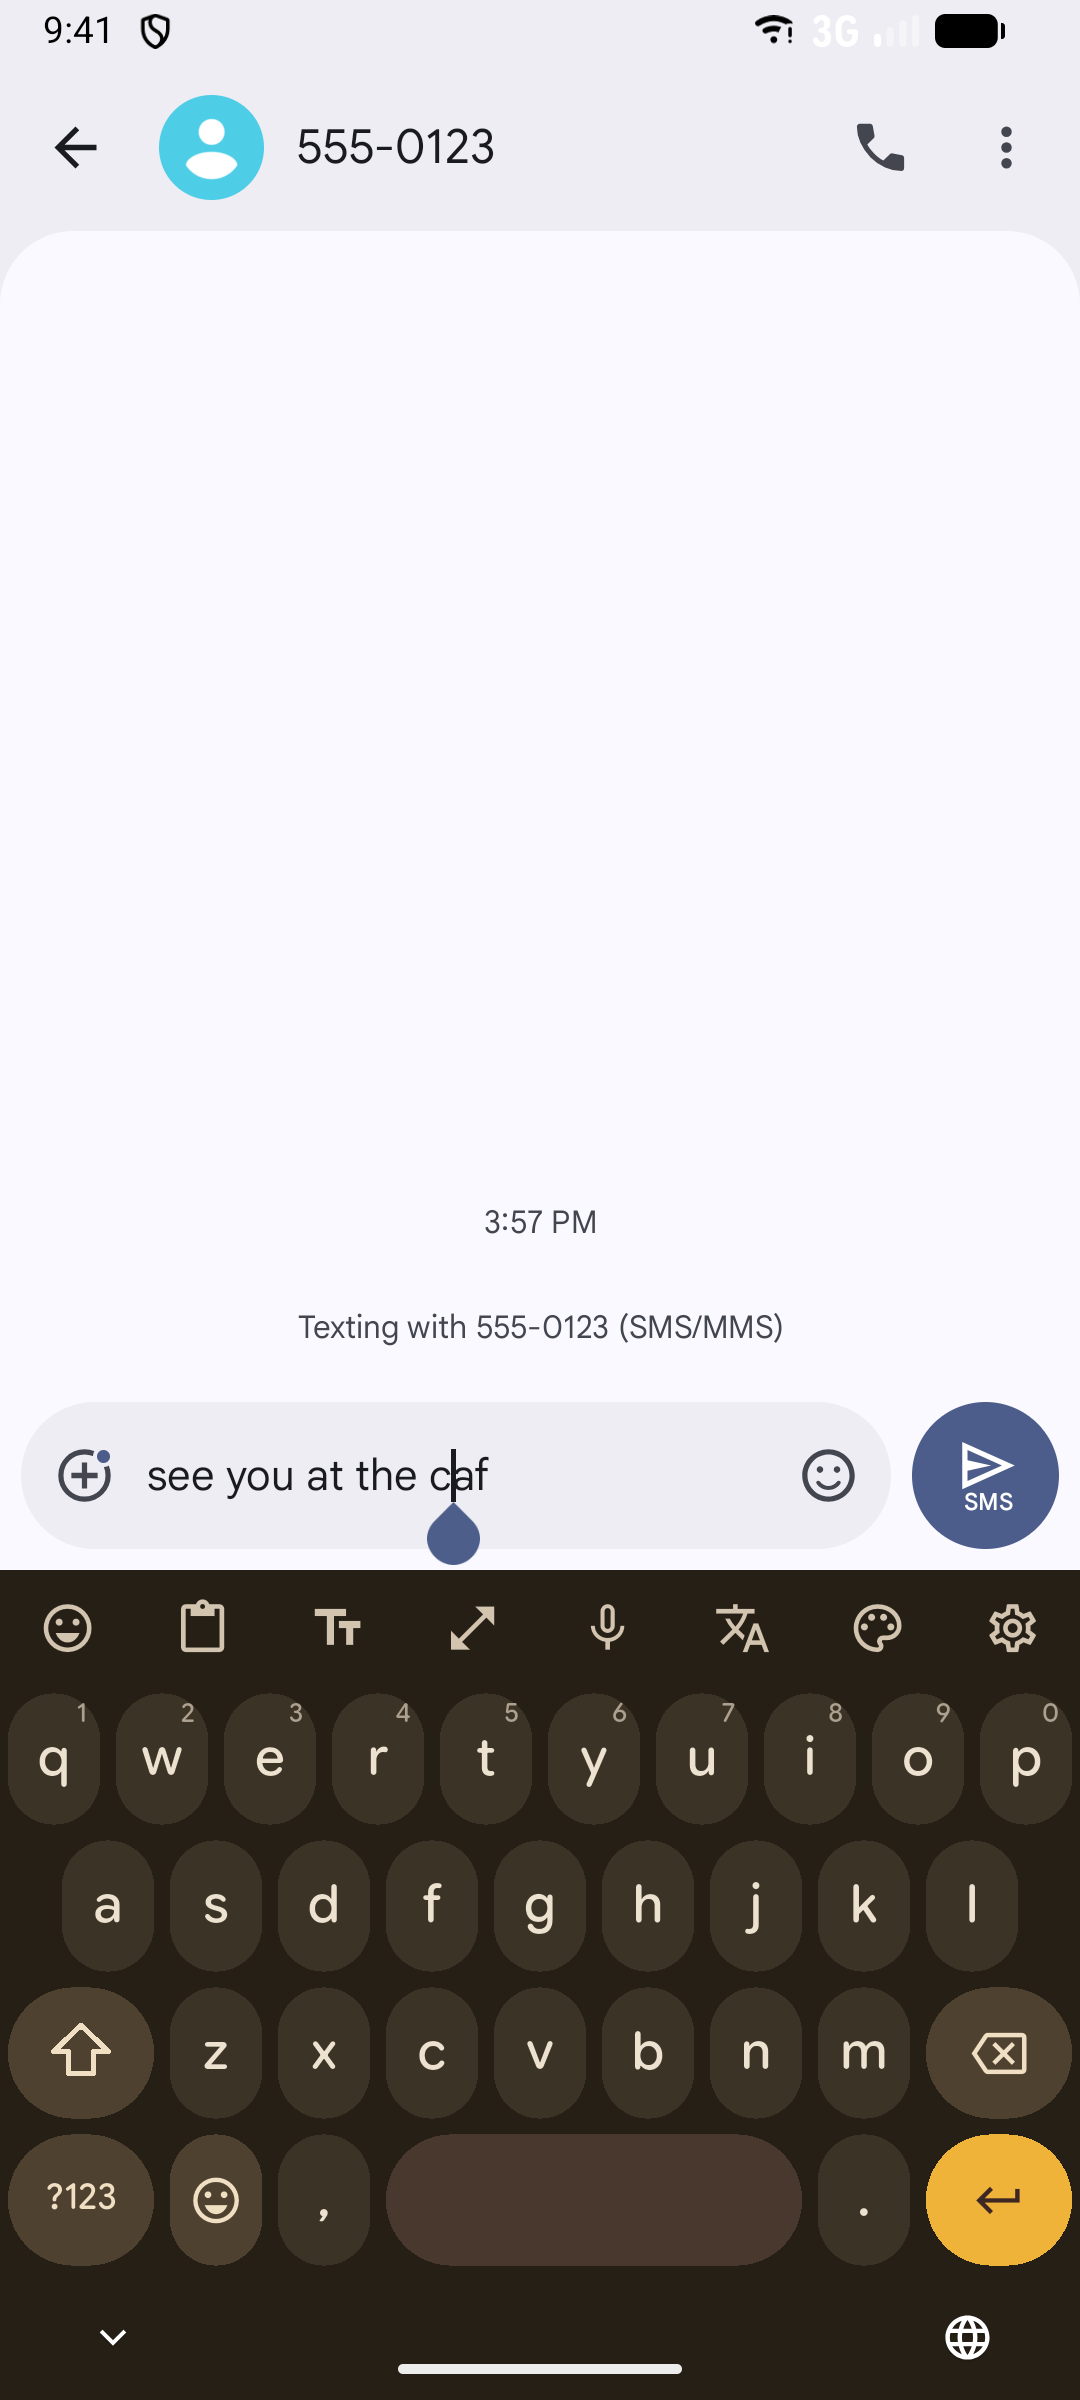 9:41
3G
555-0123
3:57 PM
Texting with 555-0123 (SMS/MMS)
see you at the caf
SMS
1 2 3 4 5 6 7 8 9 0
q w e r t y u i o p
a s d f g h j k l
z x c v b n m
?123 , .